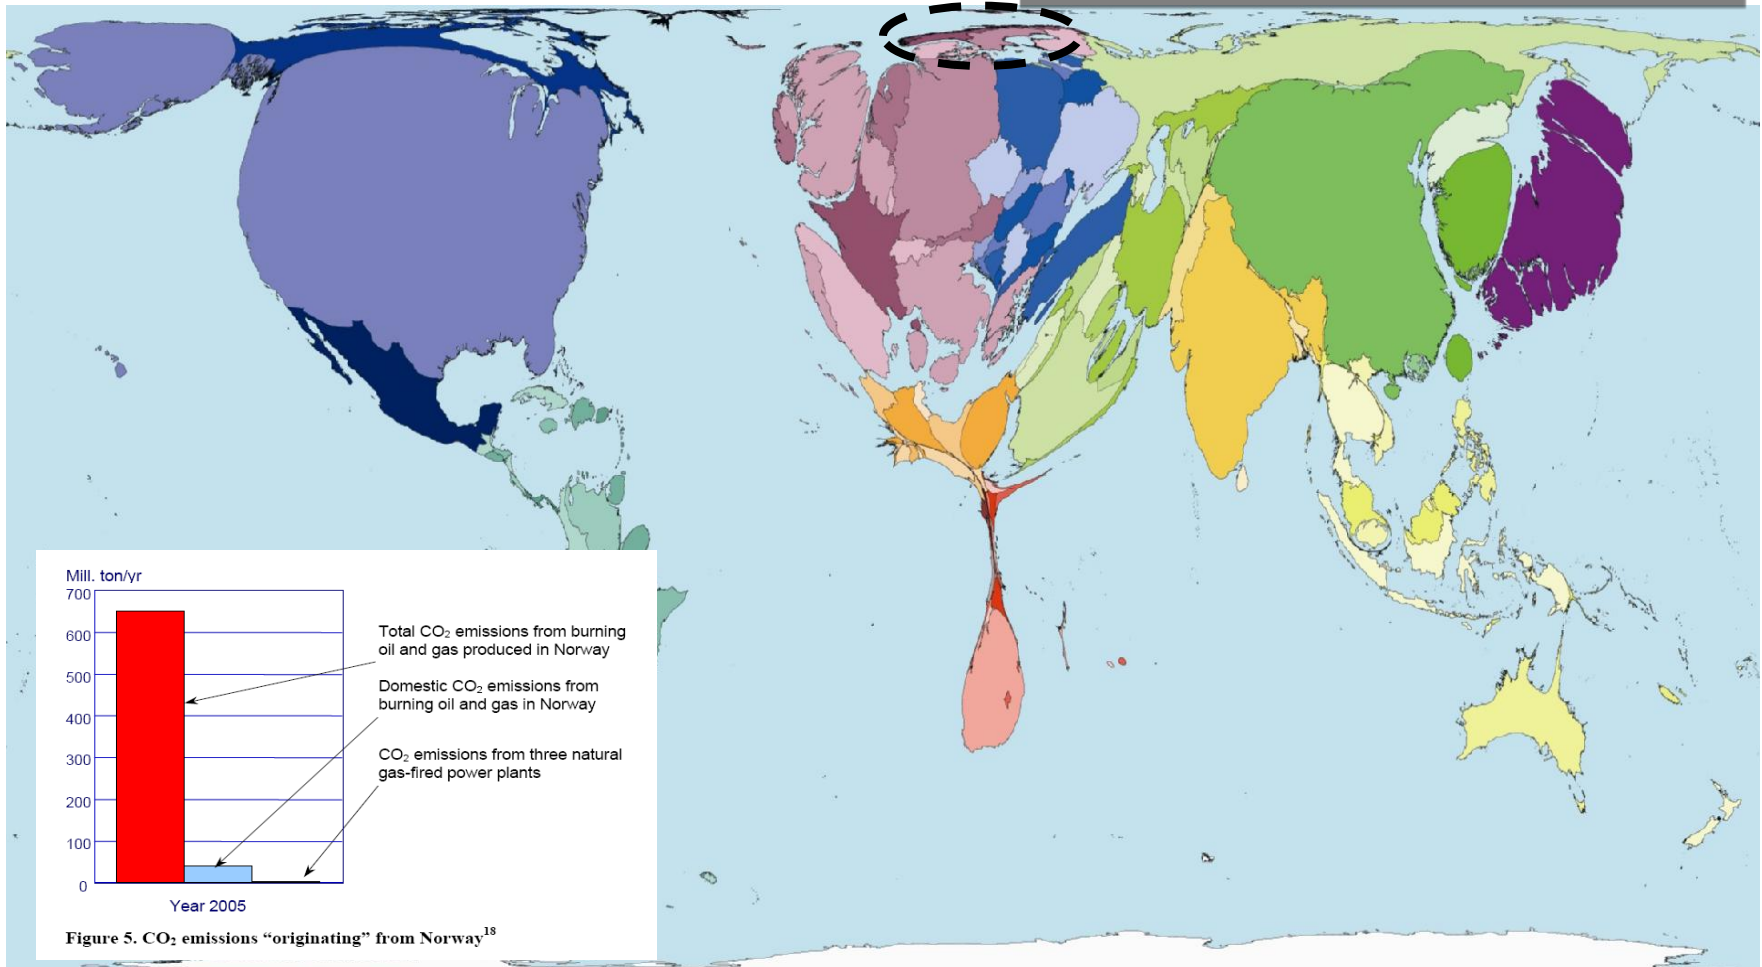 Mill. ton/yr
700
600
500
400
300
200
100
0
Total CO₂ emissions from burning
oil and gas produced in Norway
Domestic CO₂ emissions from
burning oil and gas in Norway
CO₂ emissions from three natural
gas-fired power plants
Year 2005
Figure 5. CO₂ emissions “originating” from Norway¹⁸